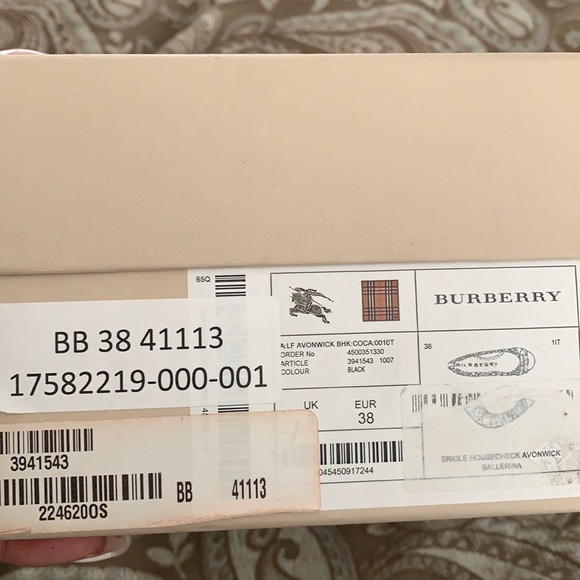 65Q
BURBERRY
A:LF AVONWICK BHK:COCA:0010T
ORDER No 4500351330
ARTICLE 3941543 1007
COLOUR BLACK
38 1IT
BB 38 41113
17582219-000-001
UK EUR
38
BURBERRY
BRIDLE HOUSECHECK AVONWICK
BALLERINA
045450917244
3941543
BB 41113
224620OS